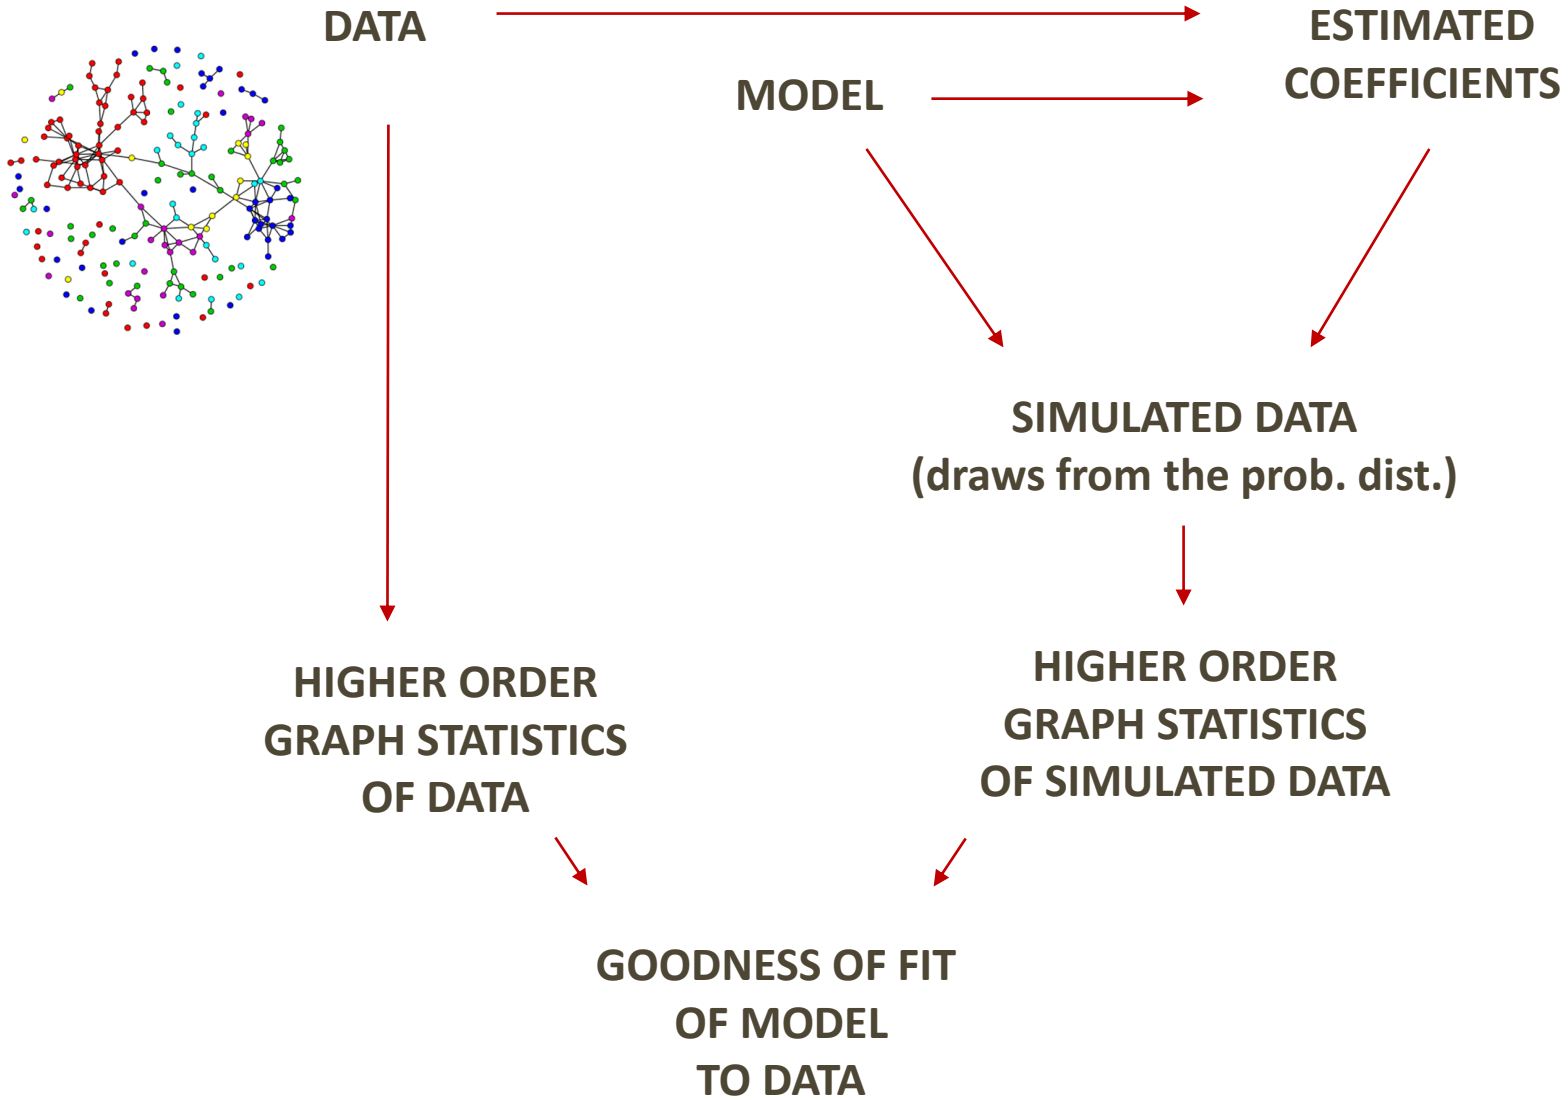 DATA
MODEL
ESTIMATED
COEFFICIENTS
SIMULATED DATA
(draws from the prob. dist.)
HIGHER ORDER
GRAPH STATISTICS
OF DATA
HIGHER ORDER
GRAPH STATISTICS
OF SIMULATED DATA
GOODNESS OF FIT
OF MODEL
TO DATA